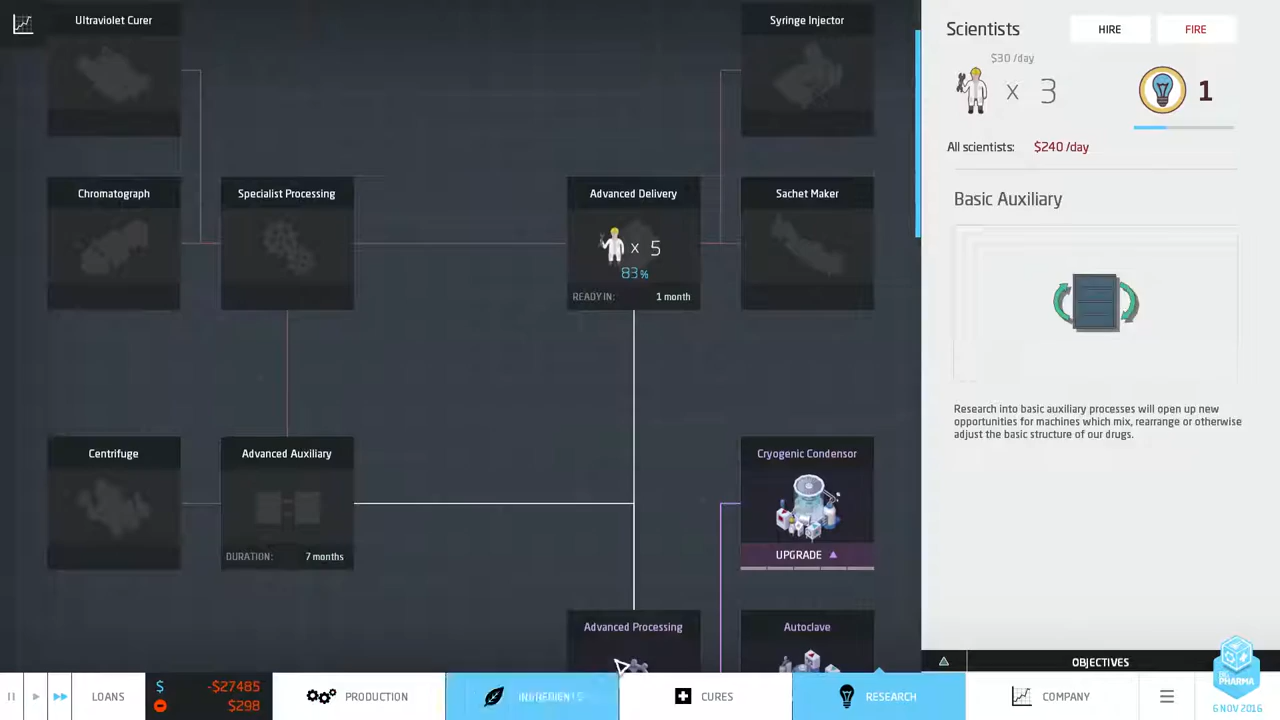 Ultraviolet Curer
Syringe Injector
Scientists
HIRE
FIRE
$30 /day
x 3
1
All scientists: $240 /day
Chromatograph
Specialist Processing
Advanced Delivery
Sachet Maker
x 5
83%
READY IN: 1 month
Basic Auxiliary
Research into basic auxiliary processes will open up new
opportunities for machines which mix, rearrange or otherwise
adjust the basic structure of our drugs.
Centrifuge
Advanced Auxiliary
Cryogenic Condensor
DURATION: 7 months
UPGRADE
Advanced Processing
Autoclave
OBJECTIVES
LOANS
$ -$27485
$298
PRODUCTION
CURES
RESEARCH
COMPANY
PHARMA
6 NOV 2016